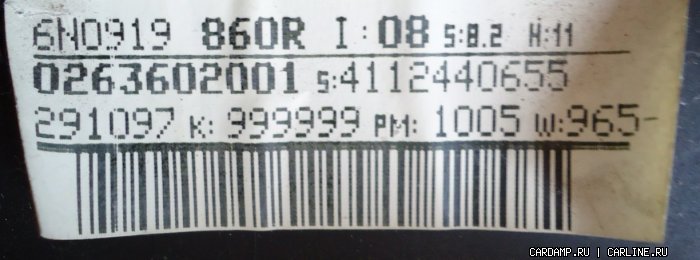 6N0919 860R I:08 S:8.2 H:11
0263602001 S:4112440655
291097 K: 999999 PM: 1005 W:965-
CARDAMP.RU | CARLINE.RU